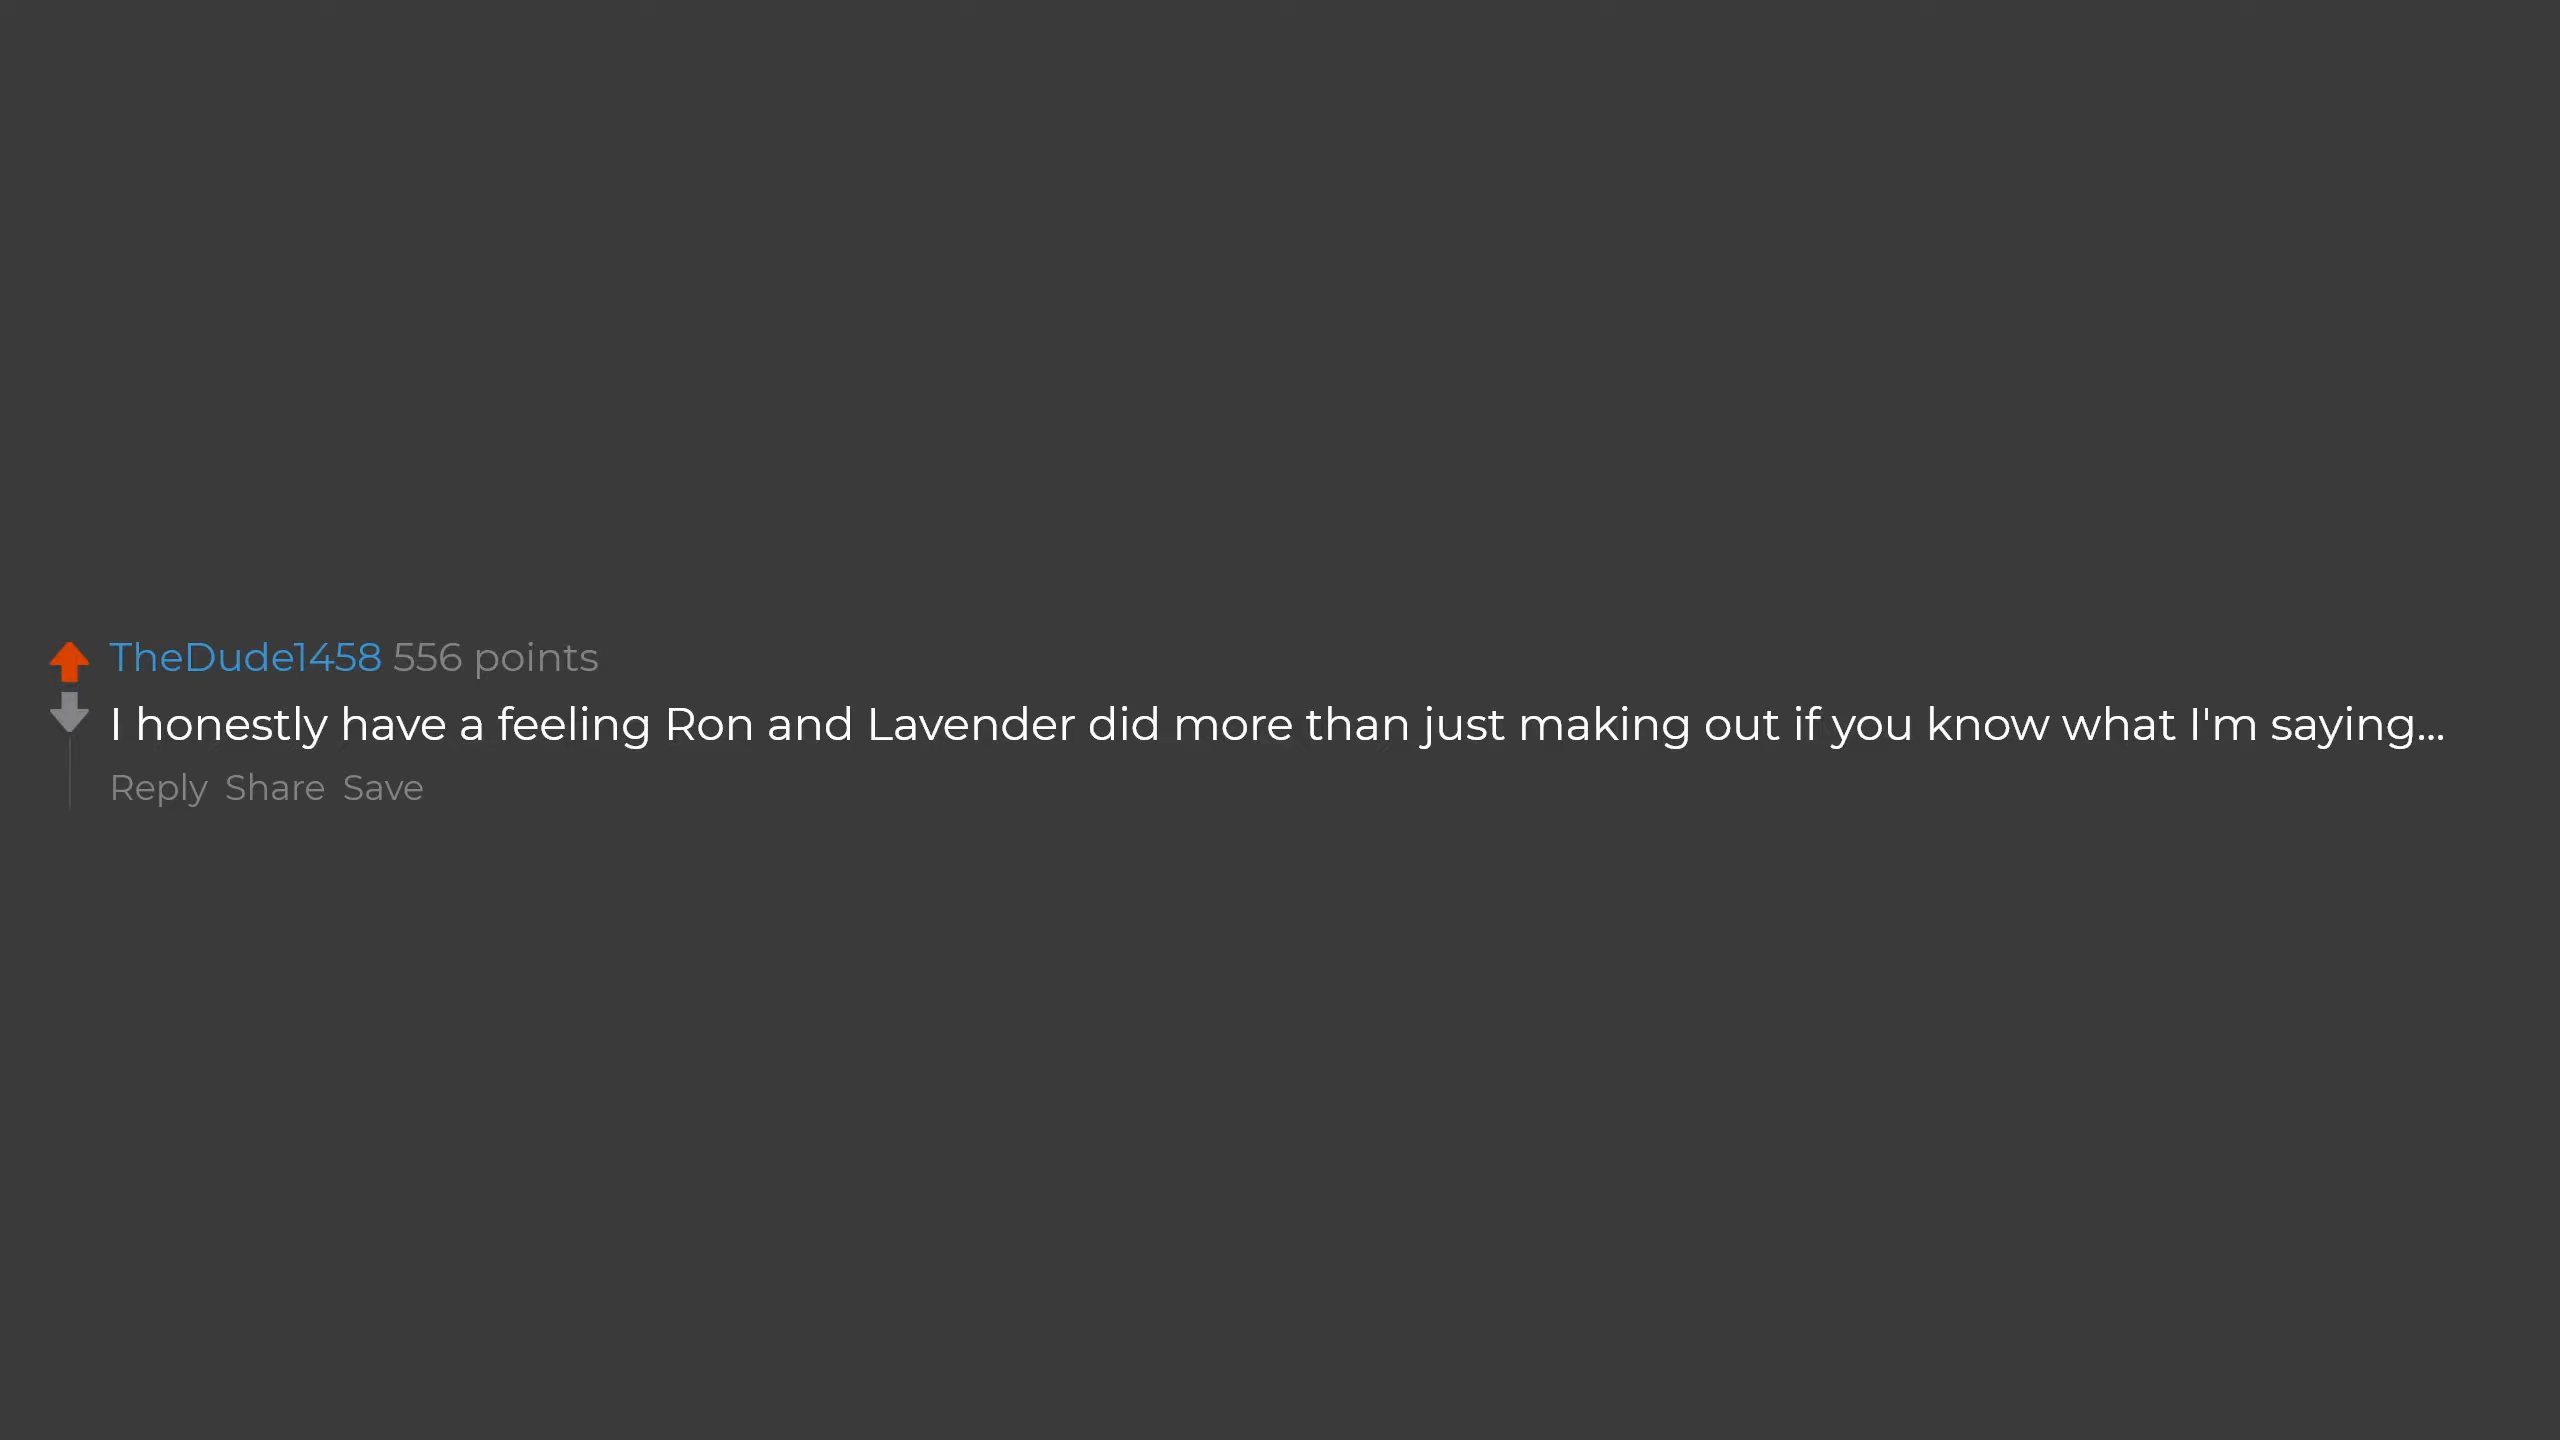 TheDude1458 556 points
I honestly have a feeling Ron and Lavender did more than just making out if you know what I'm saying...
Reply Share Save